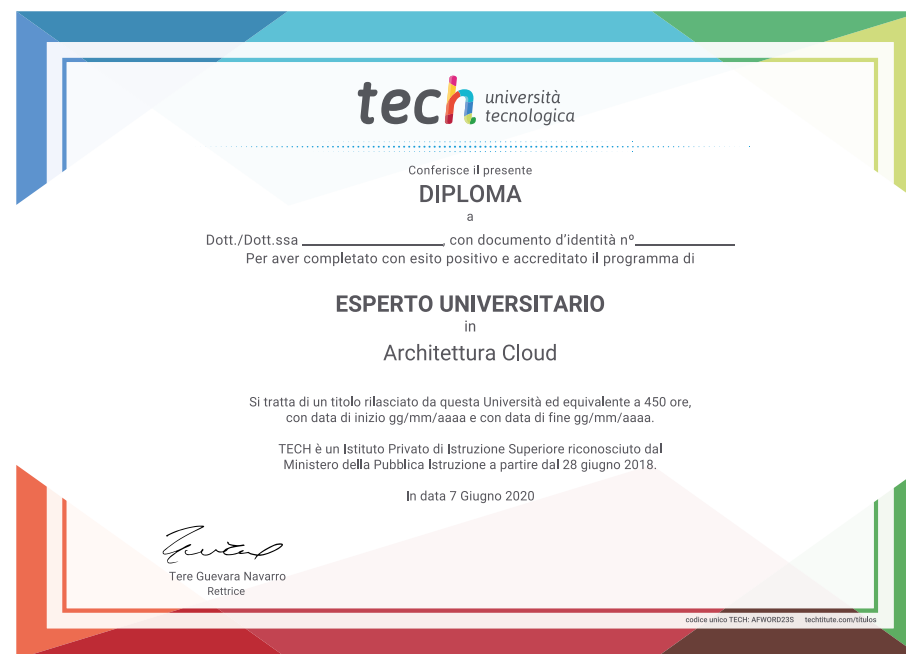 tech università
tecnologica
Conferisce il presente
DIPLOMA
a
Dott./Dott.ssa ____________________, con documento d'identità nº______________
Per aver completato con esito positivo e accreditato il programma di
ESPERTO UNIVERSITARIO
in
Architettura Cloud
Si tratta di un titolo rilasciato da questa Università ed equivalente a 450 ore,
con data di inizio gg/mm/aaaa e con data di fine gg/mm/aaaa.
TECH è un Istituto Privato di Istruzione Superiore riconosciuto dal
Ministero della Pubblica Istruzione a partire dal 28 giugno 2018.
In data 7 Giugno 2020
Tere Guevara Navarro
Rettrice
codice unico TECH: AFWORD23S techtitute.com/títulos